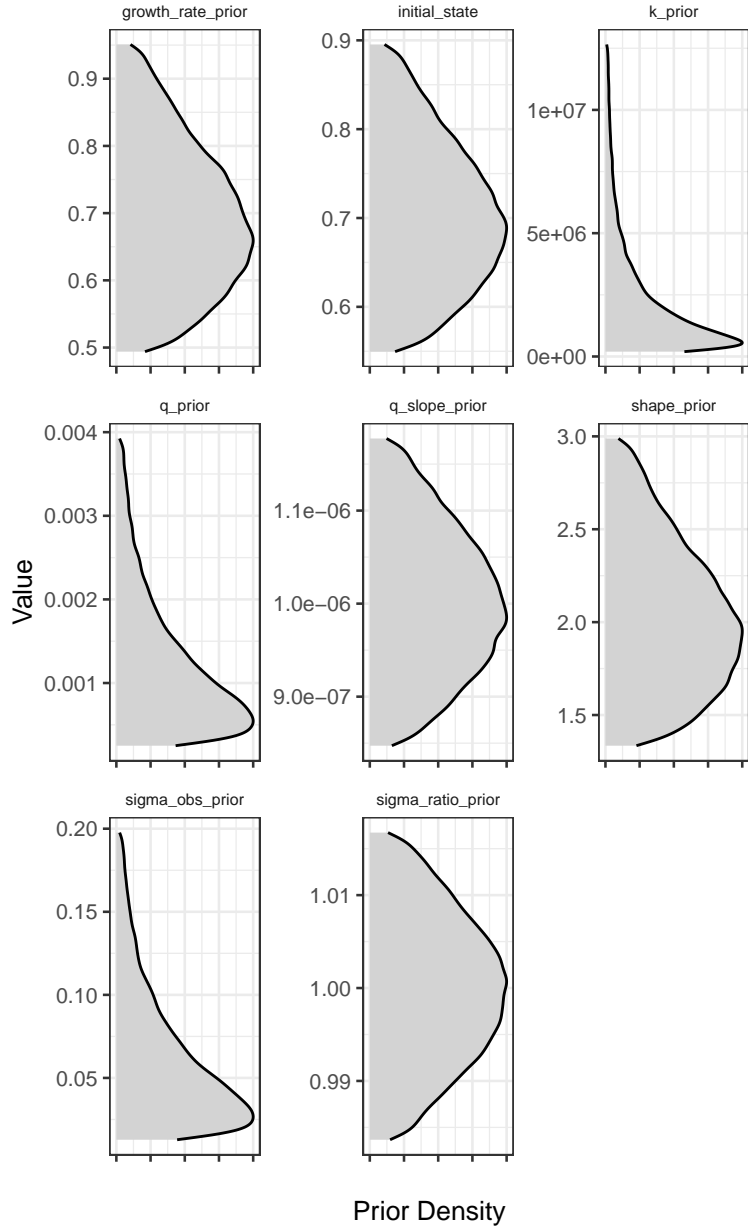 growth_rate_prior
initial_state
k_prior
0.9
0.8
0.7
0.6
0.5
0.9
0.8
0.7
0.6
1e+07
5e+06
0e+00
q_prior
q_slope_prior
shape_prior
0.004
0.003
0.002
0.001
1.1e−06
1.0e−06
9.0e−07
3.0
2.5
2.0
1.5
Value
sigma_obs_prior
sigma_ratio_prior
0.20
0.15
0.10
0.05
1.01
1.00
0.99
Prior Density